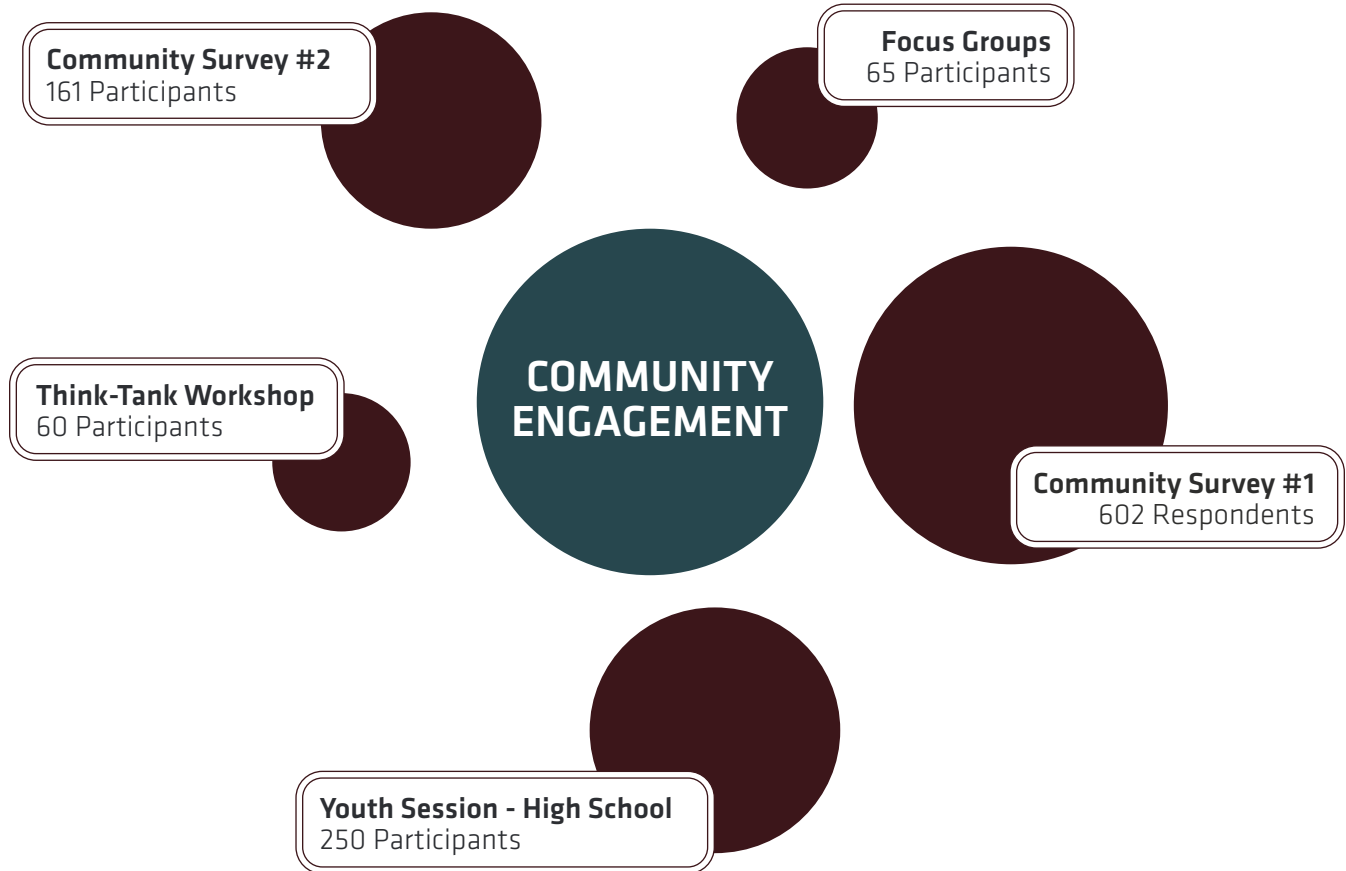 Community Survey #2
161 Participants
Focus Groups
65 Participants
COMMUNITY
ENGAGEMENT
Think-Tank Workshop
60 Participants
Community Survey #1
602 Respondents
Youth Session - High School
250 Participants